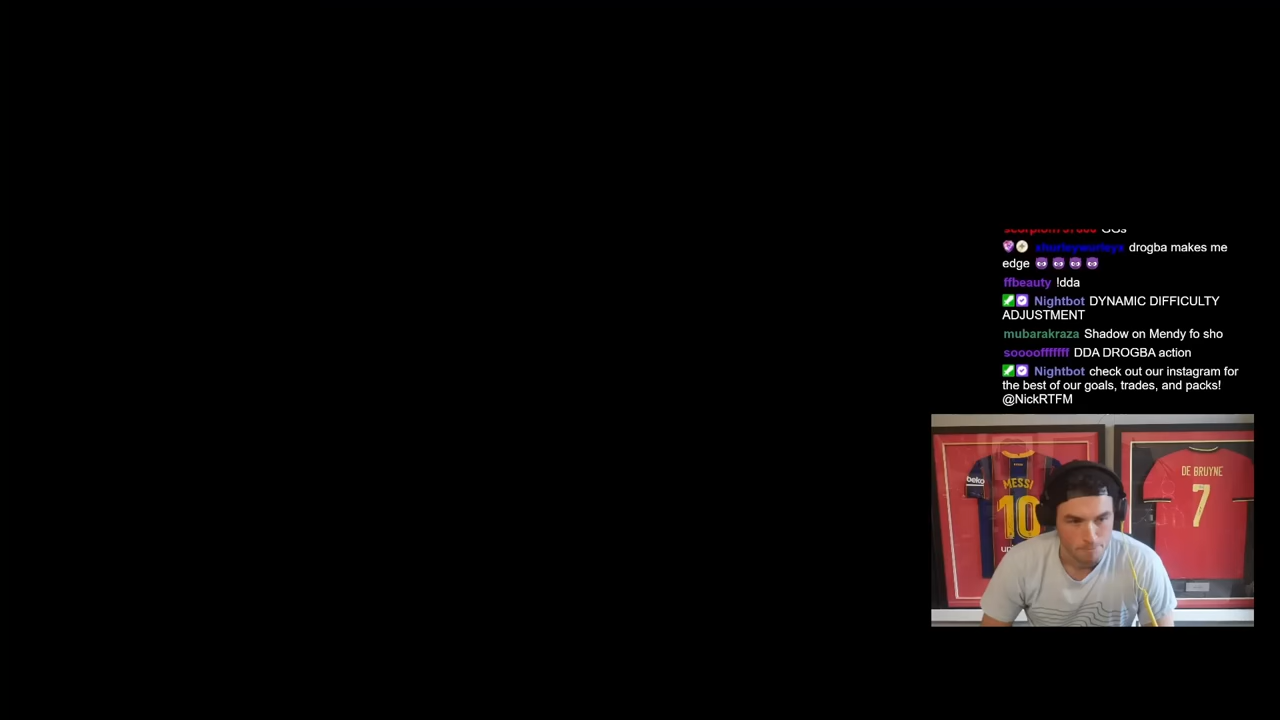 GGs
drogba makes me
edge
ffbeauty !dda
Nightbot DYNAMIC DIFFICULTY
ADJUSTMENT
mubarakraza Shadow on Mendy fo sho
soooofffffff DDA DROGBA action
Nightbot check out our instagram for
the best of our goals, trades, and packs!
@NickRTFM
beko
MESSI
10
DE BRUYNE
7